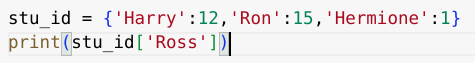 stu_id = {'Harry':12,'Ron':15,'Hermione':1}
print(stu_id['Ross'])